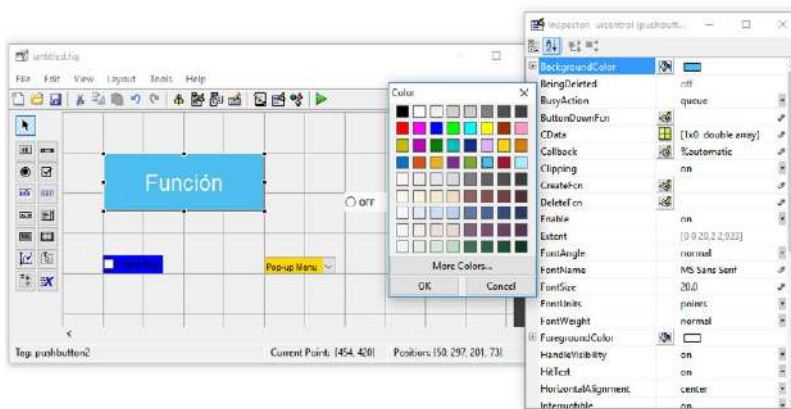 untitled.fig
File Edit View Layout Tools Help
Función
OFF
Pop-up Menu
Tag: pushbutton2
Current Point: [454, 420]
Position: [50, 297, 201, 73]
Color
More Colors...
OK
Cancel
Inspector: uicontrol (pushbutt...
BackgroundColor
BeingDeleted off
BusyAction queue
ButtonDownFcn
CData [1x0 double array]
Callback %automatic
Clipping on
CreateFcn
DeleteFcn
Enable on
Extent
FontAngle normal
FontName MS Sans Serif
FontSize 20.0
FontUnits points
FontWeight normal
ForegroundColor
HandleVisibility on
HitTest on
HorizontalAlignment center
Interruptible on